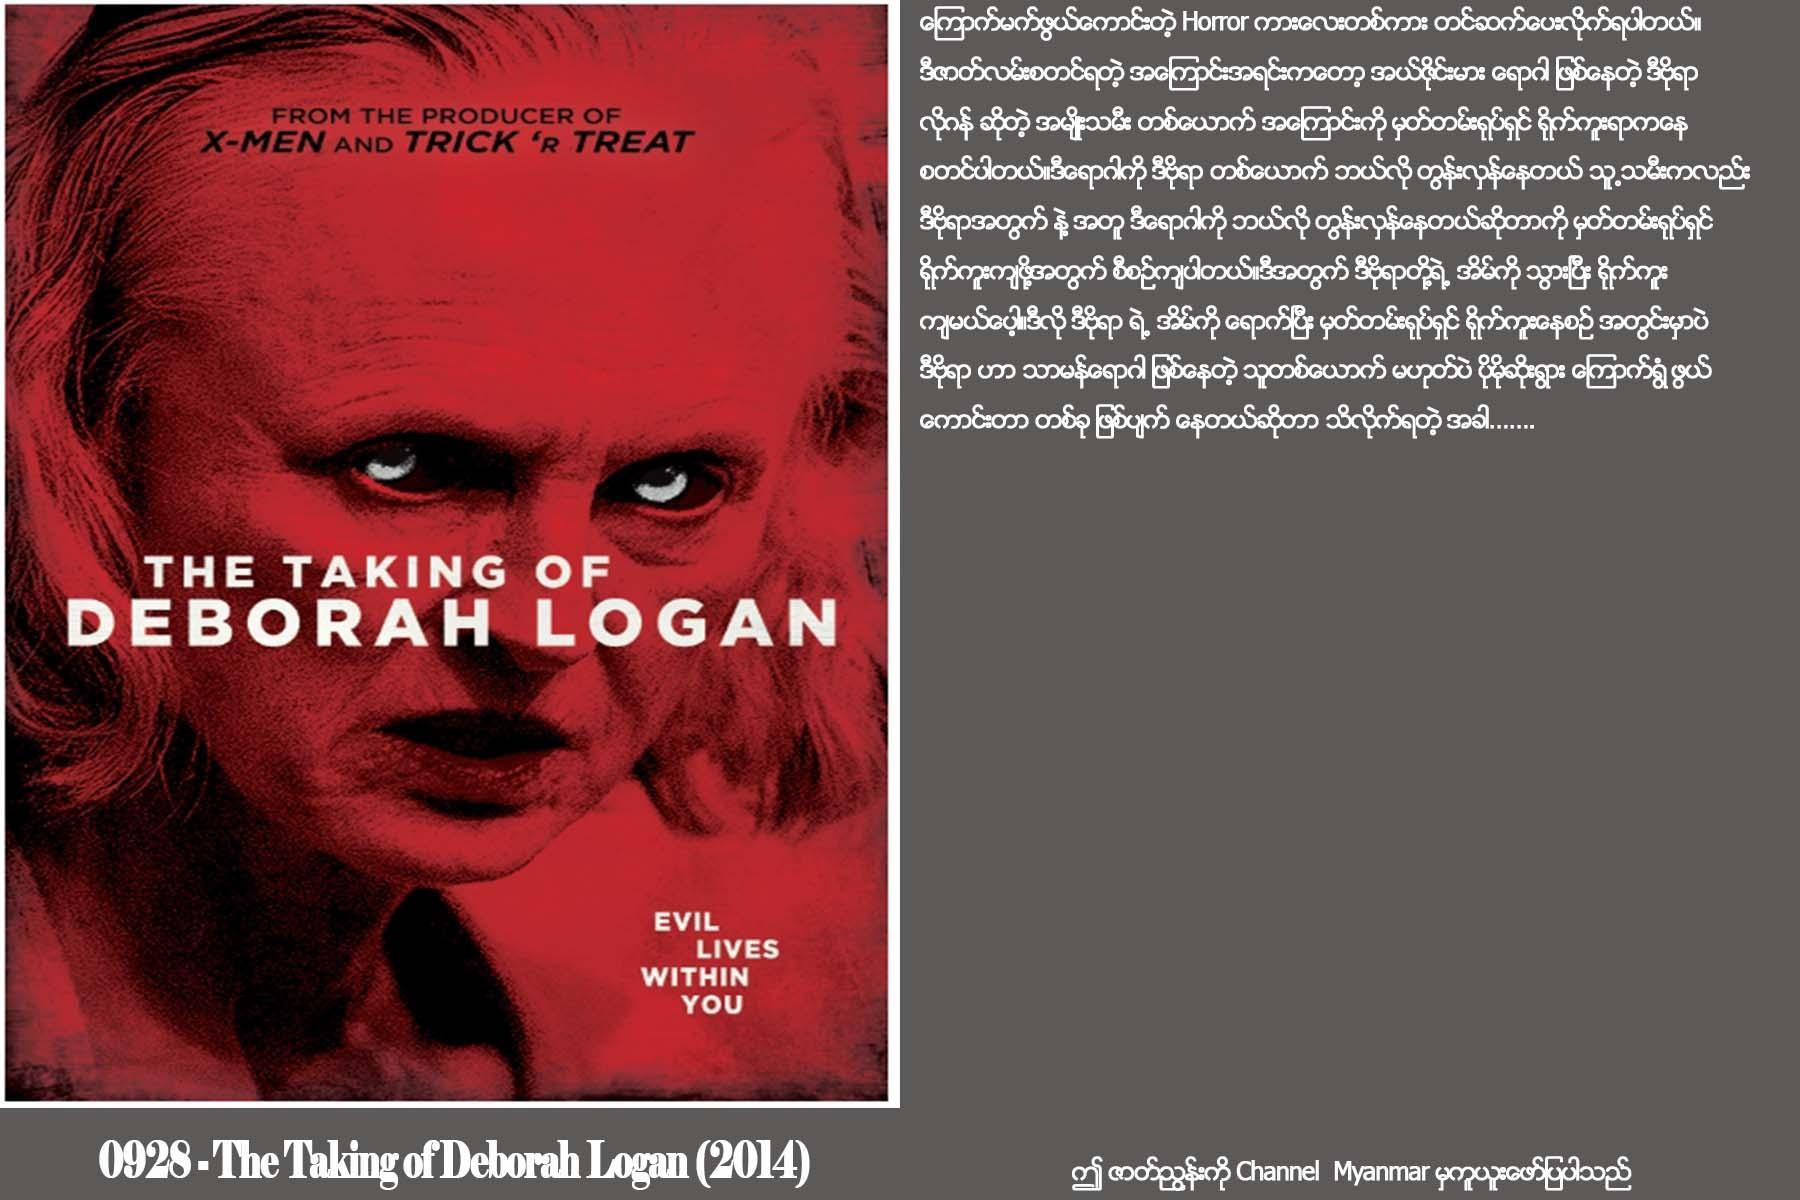 FROM THE PRODUCER OF
X-MEN AND TRICK 'R TREAT
THE TAKING OF
DEBORAH LOGAN
EVIL
LIVES
WITHIN
YOU
0928 - The Taking of Deborah Logan (2014)
ကြောက်မက်ဖွယ်ကောင်းတဲ့ Horror ကားလေးတစ်ကား တင်ဆက်ပေးလိုက်ရပါတယ်။
ဒီဇာတ်လမ်းစတင်ရတဲ့ အကြောင်းအရင်းကတော့ အယ်ဇိုင်းမား ရောဂါ ဖြစ်နေတဲ့ ဒီဗိုရာ
လိုဂန် ဆိုတဲ့ အမျိုးသမီး တစ်ယောက် အကြောင်းကို မှတ်တမ်းရုပ်ရှင် ရိုက်ကူးရာကနေ
စတင်ပါတယ်။ဒီရောဂါကို ဒီဗိုရာ တစ်ယောက် ဘယ်လို တွန်းလှန်နေတယ် သူ့သမီးကလည်း
ဒီဗိုရာအတွက် နဲ့ အတူ ဒီရောဂါကို ဘယ်လို တွန်းလှန်နေတယ်ဆိုတာကို မှတ်တမ်းရုပ်ရှင်
ရိုက်ကူးကျဖို့အတွက် စီစဉ်ကျပါတယ်။ဒီအတွက် ဒီဗိုရာတို့ရဲ့ အိမ်ကို သွားပြီး ရိုက်ကူး
ကျမယ်ပေါ့။ဒီလို ဒီဗိုရာ ရဲ့ အိမ်ကို ရောက်ပြီး မှတ်တမ်းရုပ်ရှင် ရိုက်ကူးနေစဉ် အတွင်းမှာပဲ
ဒီဗိုရာ ဟာ သာမန်ရောဂါ ဖြစ်နေတဲ့ သူတစ်ယောက် မဟုတ်ပဲ ပိုမိုဆိုးရွား ကြောက်ရွံ့ ဖွယ်
ကောင်းတာ တစ်ခု ဖြစ်ပျက် နေတယ်ဆိုတာ သိလိုက်ရတဲ့ အခါ.......
ဤ ဇာတ်ညွှန်းကို Channel Myanmar မှကူယူးဖော်ပြပါသည်